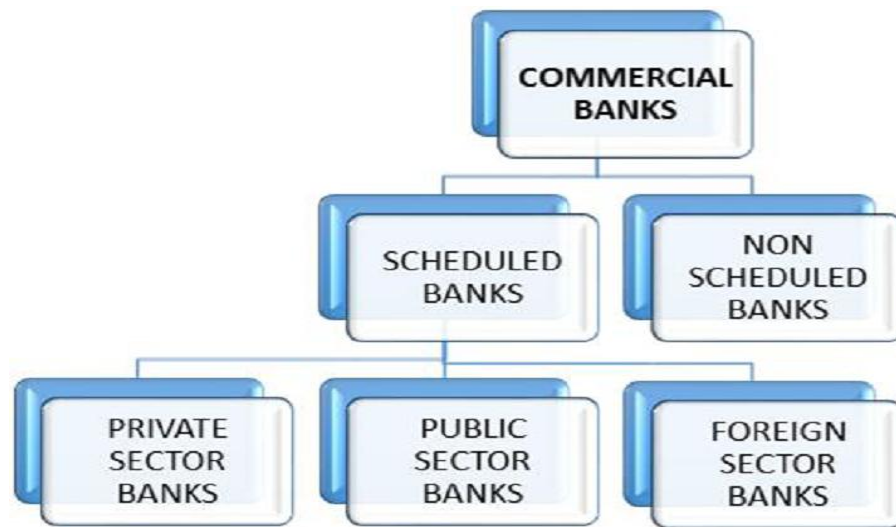 COMMERCIAL
BANKS
SCHEDULED
BANKS
NON
SCHEDULED
BANKS
PRIVATE
SECTOR
BANKS
PUBLIC
SECTOR
BANKS
FOREIGN
SECTOR
BANKS